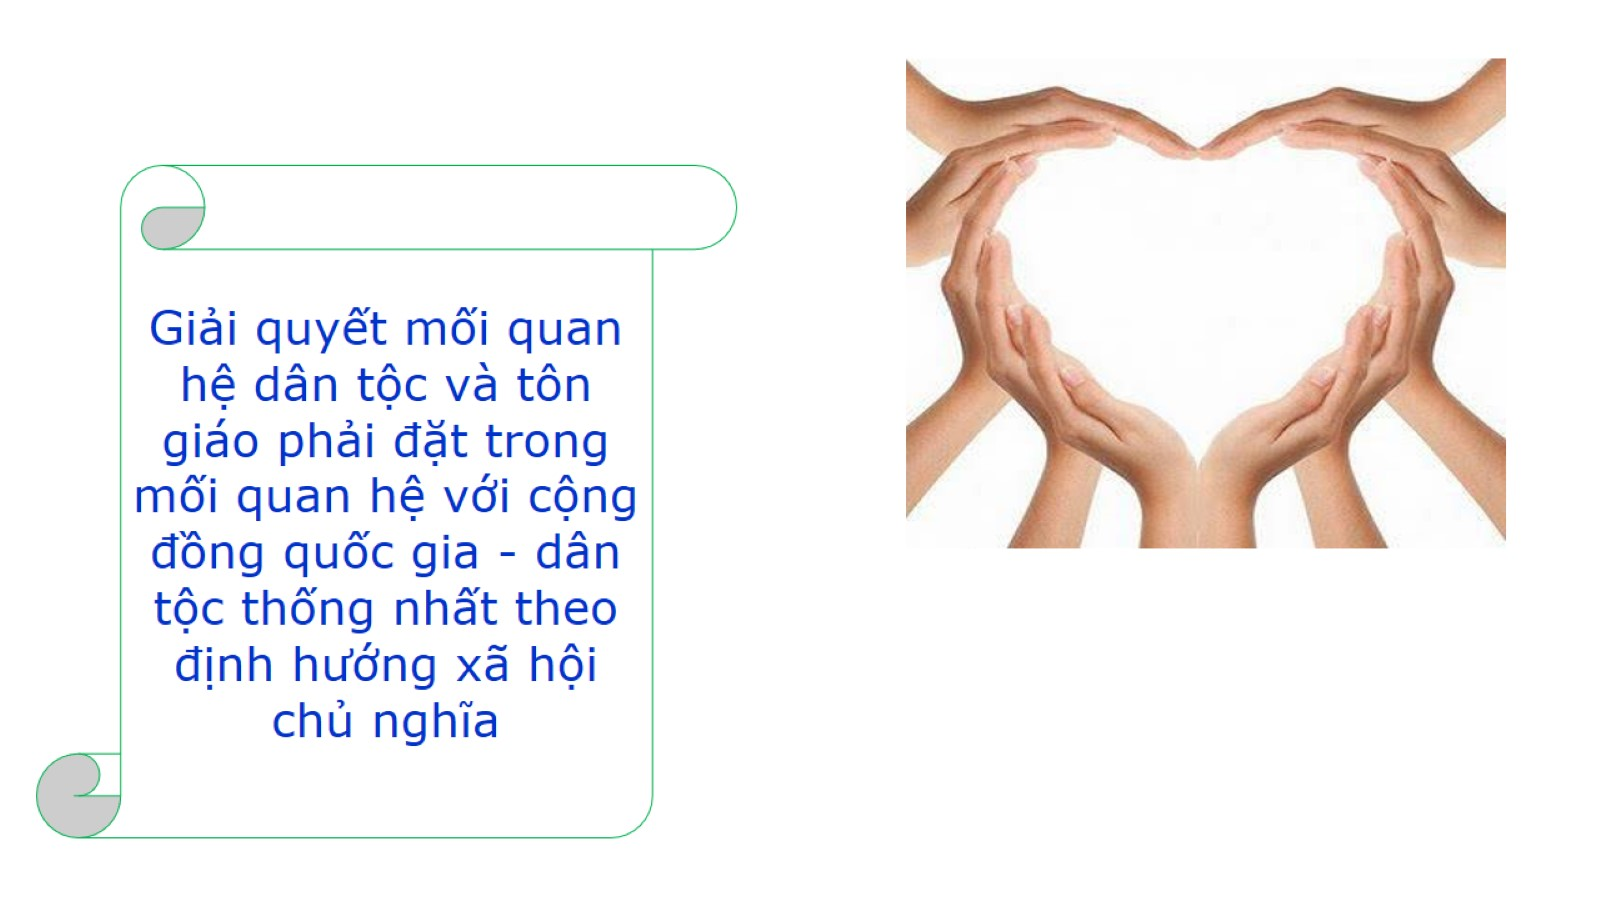 Giải quyết mối quan
hệ dân tộc và tôn
giáo phải đặt trong
mối quan hệ với cộng
đồng quốc gia - dân
tộc thống nhất theo
định hướng xã hội
chủ nghĩa